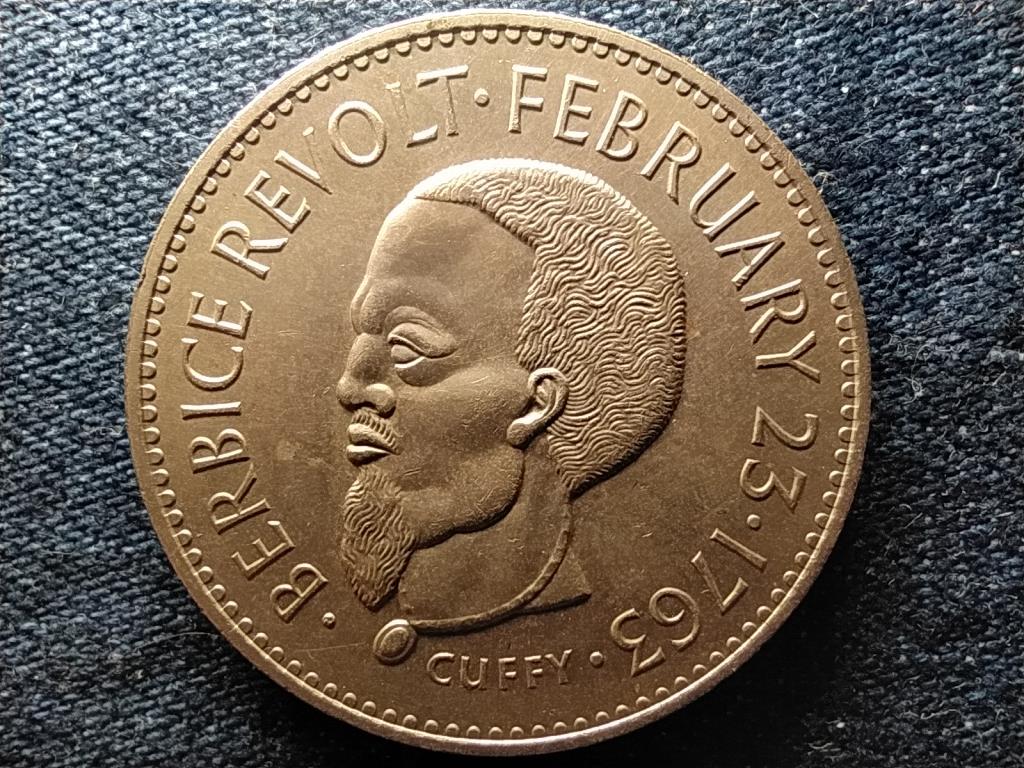 · BERBICE REVOLT · FEBRUARY 23 · 1763 ·
CUFFY